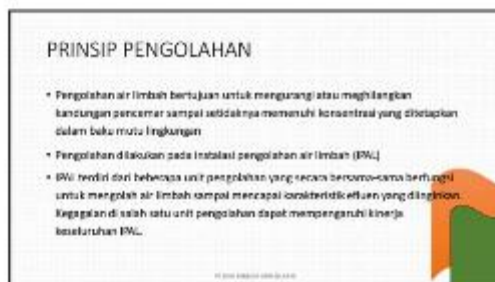 PRINSIP PENGOLAHAN
• Pengolahan air limbah bertujuan untuk mengurangi atau meghilangkan
kandungan pencemar sampai setidaknya memenuhi konsentrasi yang ditetapkan
dalam baku mutu lingkungan
• Pengolahan dilakukan pada instalasi pengolahan air limbah (IPAL)
• IPAL terdiri dari beberapa unit pengolahan yang secara bersama-sama berfungsi
untuk mengolah air limbah sampai mencapai karakteristik efluen yang diinginkan.
Kegagalan di salah satu unit pengolahan dapat mempengaruhi kinerja
keseluruhan IPAL.